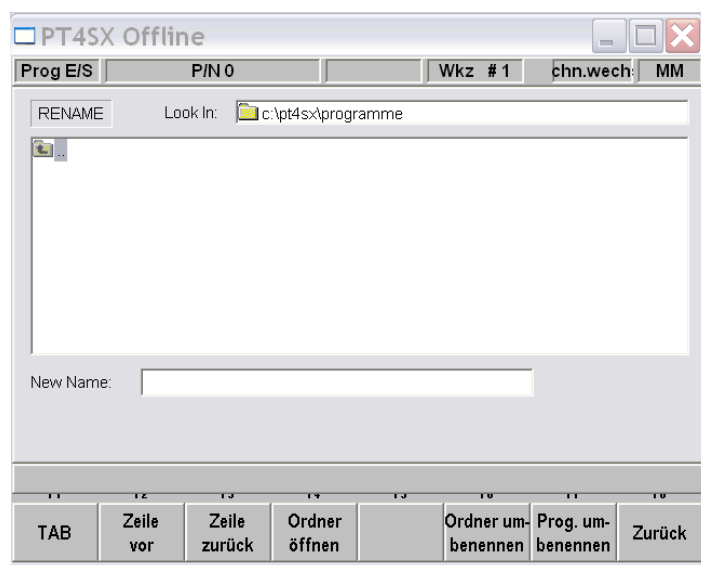 PT4SX Offline
Prog E/S P/N 0 Wkz # 1 chn.wech MM
RENAME Look In: c:\pt4sx\programme
..
New Name:
TAB Zeile vor Zeile zurück Ordner öffnen Ordner um-benennen Prog. um-benennen Zurück